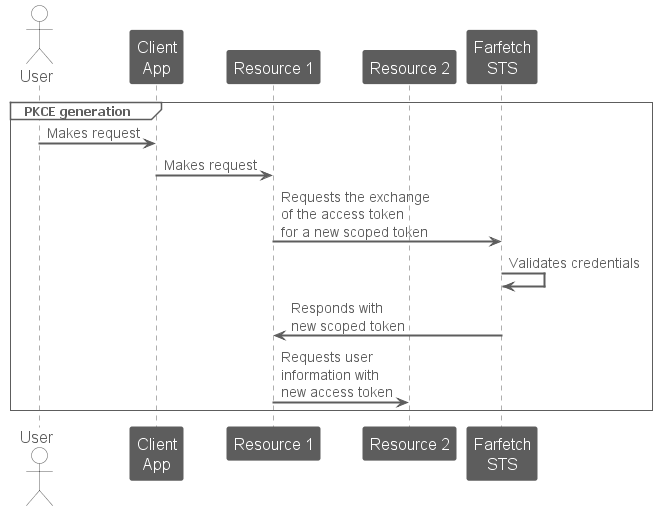 User
Client
App
Resource 1
Resource 2
Farfetch
STS
PKCE generation
Makes request
Makes request
Requests the exchange
of the access token
for a new scoped token
Validates credentials
Responds with
new scoped token
Requests user
information with
new access token
User
Client
App
Resource 1
Resource 2
Farfetch
STS